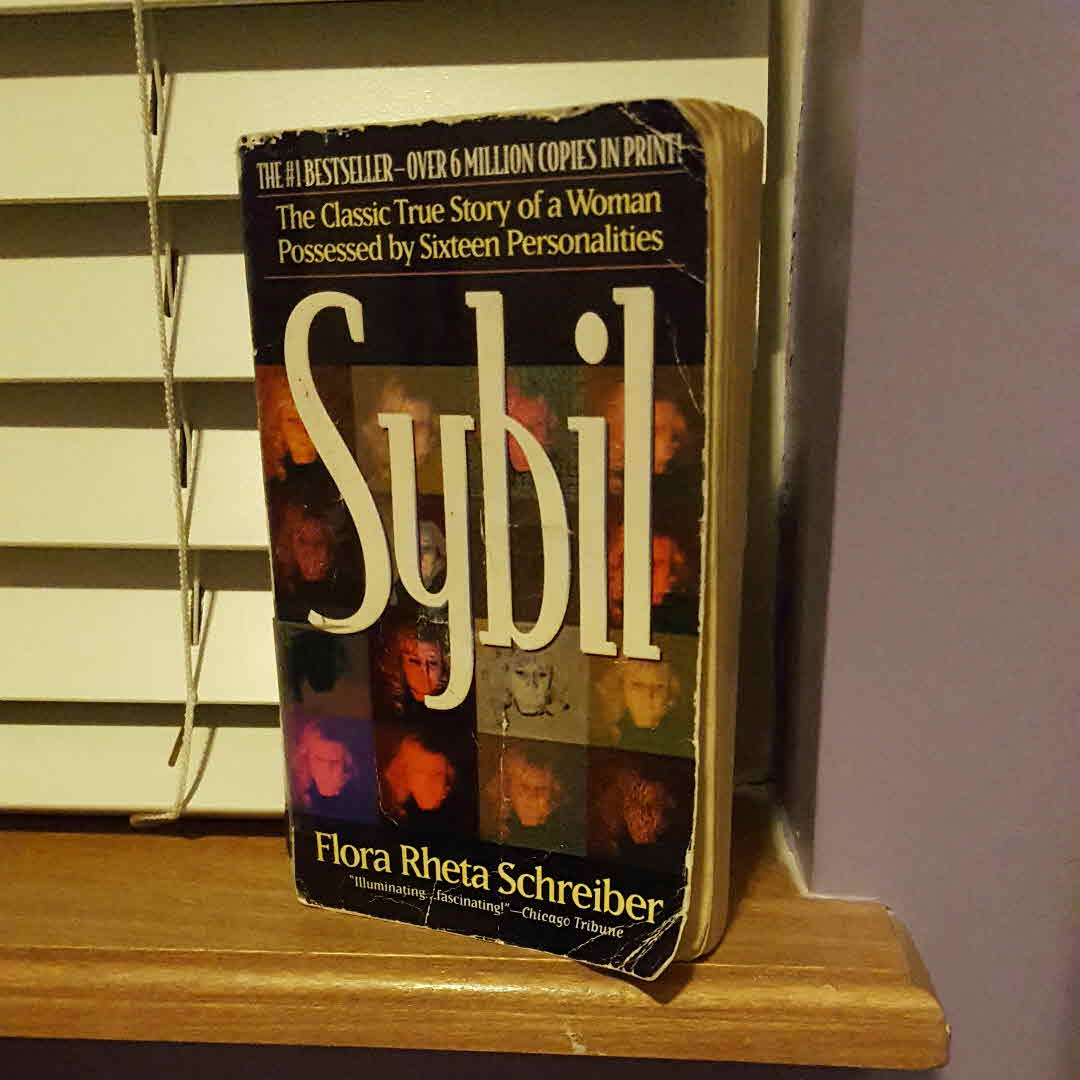 THE #1 BESTSELLER–OVER 6 MILLION COPIES IN PRINT!
The Classic True Story of a Woman
Possessed by Sixteen Personalities
Sybil
Flora Rheta Schreiber
"Illuminating...fascinating!"—Chicago Tribune